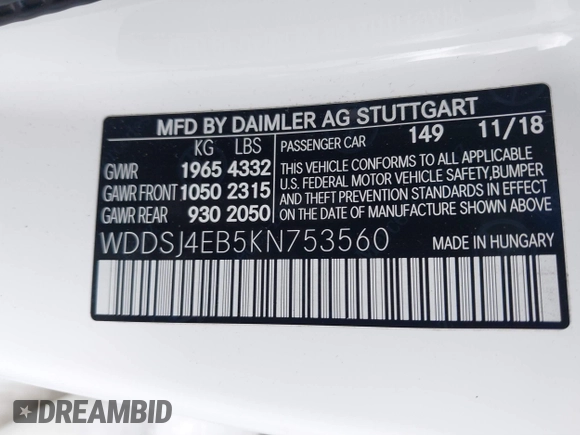 MFD BY DAIMLER AG STUTTGART
KG LBS
GVWR 1965 4332
GAWR FRONT 1050 2315
GAWR REAR 930 2050
PASSENGER CAR 149 11/18
THIS VEHICLE CONFORMS TO ALL APPLICABLE
U.S. FEDERAL MOTOR VEHICLE SAFETY,BUMPER
AND THEFT PREVENTION STANDARDS IN EFFECT
ON THE DATE OF MANUFACTURE SHOWN ABOVE.
WDDSJ4EB5KN753560 MADE IN HUNGARY
DREAMBID